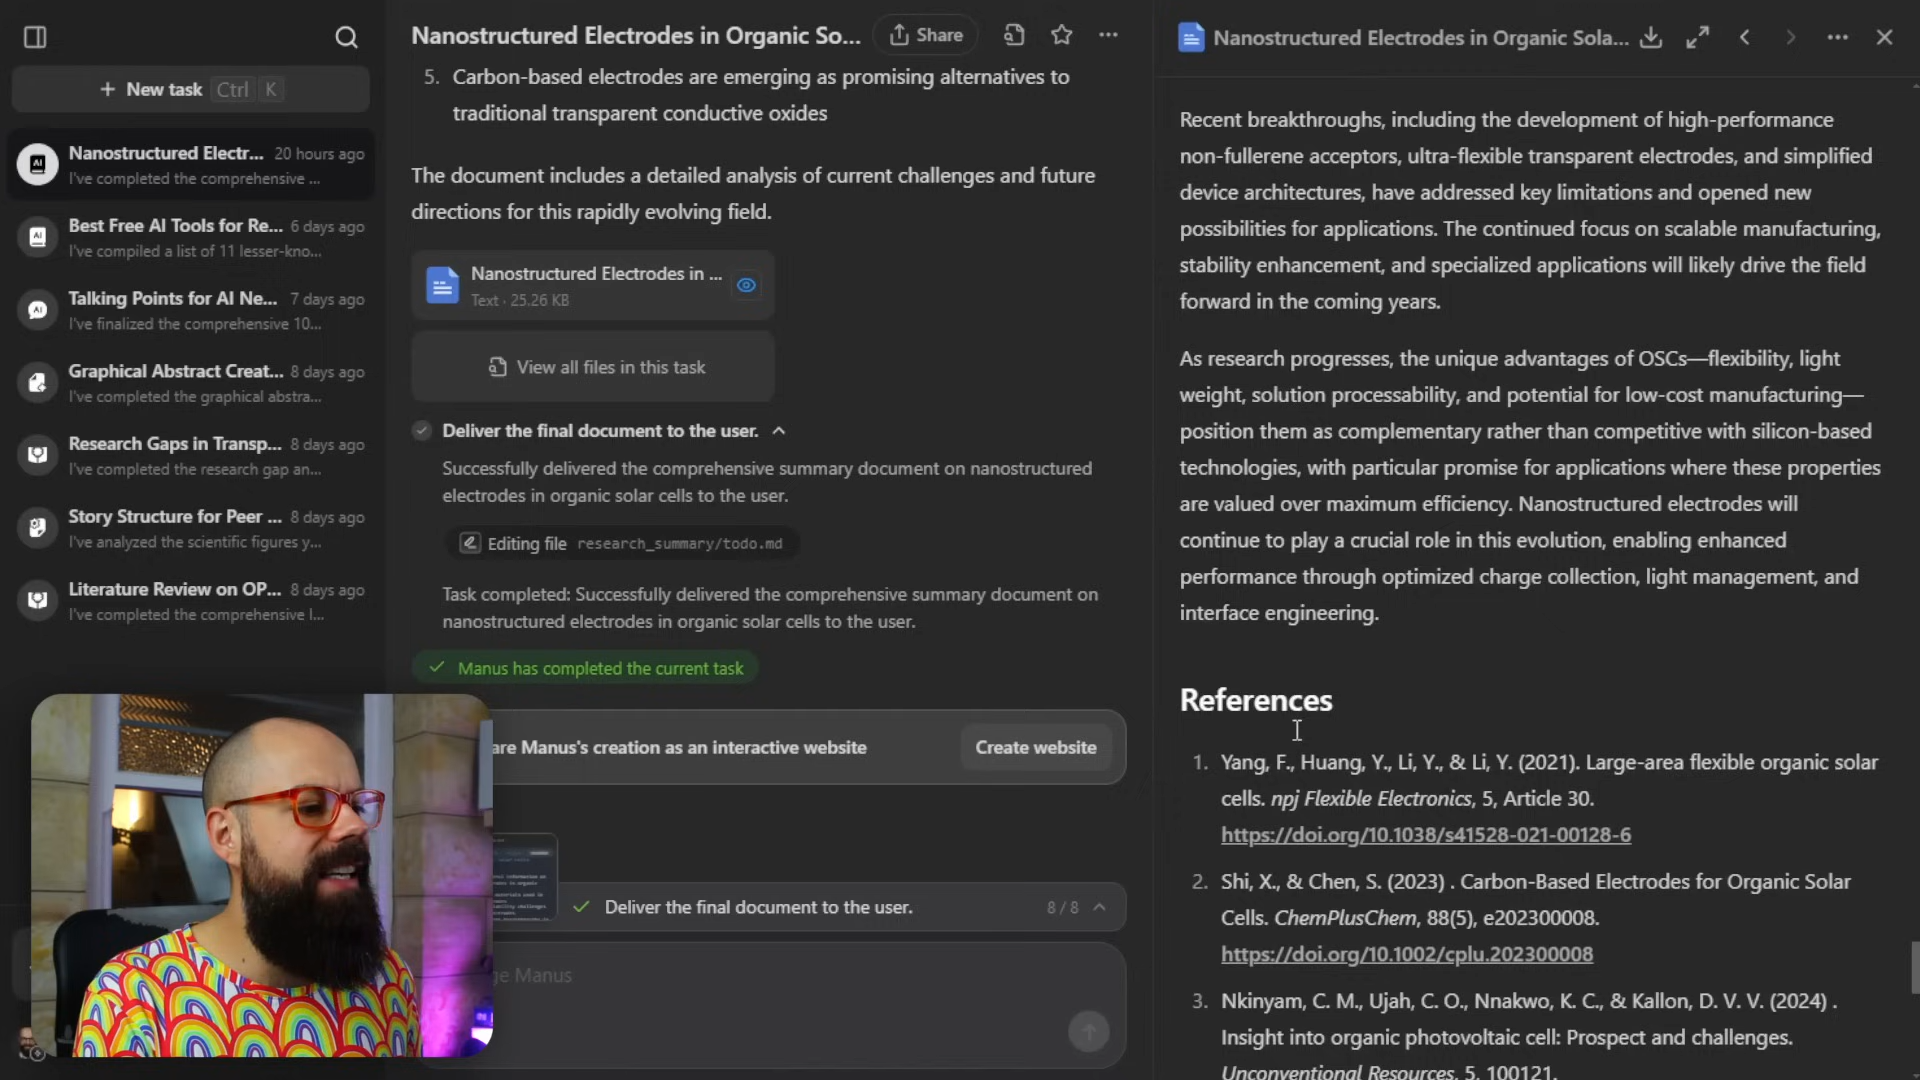 New task Ctrl K
Nanostructured Electr... 20 hours ago
I've completed the comprehensive ...
Best Free AI Tools for Re... 6 days ago
I've compiled a list of 11 lesser-kno...
Talking Points for AI Ne... 7 days ago
I've finalized the comprehensive 10...
Graphical Abstract Creat... 8 days ago
I've completed the graphical abstra...
Research Gaps in Transp... 8 days ago
I've completed the research gap an...
Story Structure for Peer ... 8 days ago
I've analyzed the scientific figures y...
Literature Review on OP... 8 days ago
I've completed the comprehensive l...
Nanostructured Electrodes in Organic So... Share
5. Carbon-based electrodes are emerging as promising alternatives to
traditional transparent conductive oxides
The document includes a detailed analysis of current challenges and future
directions for this rapidly evolving field.
Nanostructured Electrodes in ...
Text · 25.26 KB
View all files in this task
Deliver the final document to the user.
Successfully delivered the comprehensive summary document on nanostructured
electrodes in organic solar cells to the user.
Editing file research_summary/todo.md
Task completed: Successfully delivered the comprehensive summary document on
nanostructured electrodes in organic solar cells to the user.
Manus has completed the current task
are Manus's creation as an interactive website Create website
Deliver the final document to the user. 8 / 8
ge Manus
Nanostructured Electrodes in Organic Sola...
Recent breakthroughs, including the development of high-performance
non-fullerene acceptors, ultra-flexible transparent electrodes, and simplified
device architectures, have addressed key limitations and opened new
possibilities for applications. The continued focus on scalable manufacturing,
stability enhancement, and specialized applications will likely drive the field
forward in the coming years.
As research progresses, the unique advantages of OSCs—flexibility, light
weight, solution processability, and potential for low-cost manufacturing—
position them as complementary rather than competitive with silicon-based
technologies, with particular promise for applications where these properties
are valued over maximum efficiency. Nanostructured electrodes will
continue to play a crucial role in this evolution, enabling enhanced
performance through optimized charge collection, light management, and
interface engineering.
References
1. Yang, F., Huang, Y., Li, Y., & Li, Y. (2021). Large-area flexible organic solar
cells. npj Flexible Electronics, 5, Article 30.
https://doi.org/10.1038/s41528-021-00128-6
2. Shi, X., & Chen, S. (2023) . Carbon-Based Electrodes for Organic Solar
Cells. ChemPlusChem, 88(5), e202300008.
https://doi.org/10.1002/cplu.202300008
3. Nkinyam, C. M., Ujah, C. O., Nnakwo, K. C., & Kallon, D. V. V. (2024) .
Insight into organic photovoltaic cell: Prospect and challenges.
Unconventional Resources, 5, 100121.